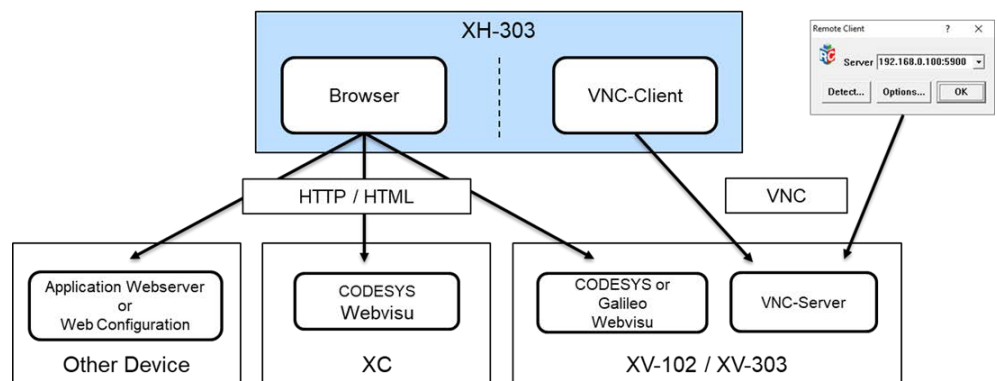 XH-303
Browser
VNC-Client
Remote Client
? ×
RC
Server 192.168.0.100:5900
Detect... Options... OK
HTTP / HTML
VNC
Application Webserver
or
Web Configuration
Other Device
CODESYS
Webvisu
XC
CODESYS or
Galileo
Webvisu
VNC-Server
XV-102 / XV-303